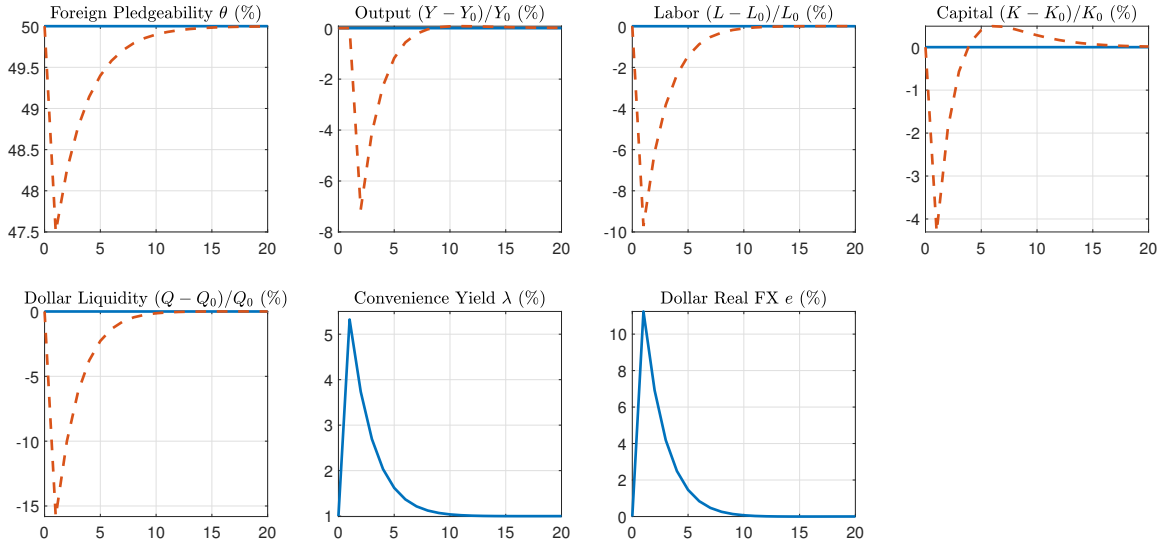 Foreign Pledgeability θ (%)
50
49.5
49
48.5
48
47.5
0 5 10 15 20
Output (Y − Y₀)/Y₀ (%)
0
-2
-4
-6
-8
0 5 10 15 20
Labor (L − L₀)/L₀ (%)
0
-2
-4
-6
-8
-10
0 5 10 15 20
Capital (K − K₀)/K₀ (%)
0
-1
-2
-3
-4
0 5 10 15 20
Dollar Liquidity (Q − Q₀)/Q₀ (%)
0
-5
-10
-15
0 5 10 15 20
Convenience Yield λ (%)
5
4
3
2
1
0 5 10 15 20
Dollar Real FX e (%)
10
8
6
4
2
0
0 5 10 15 20